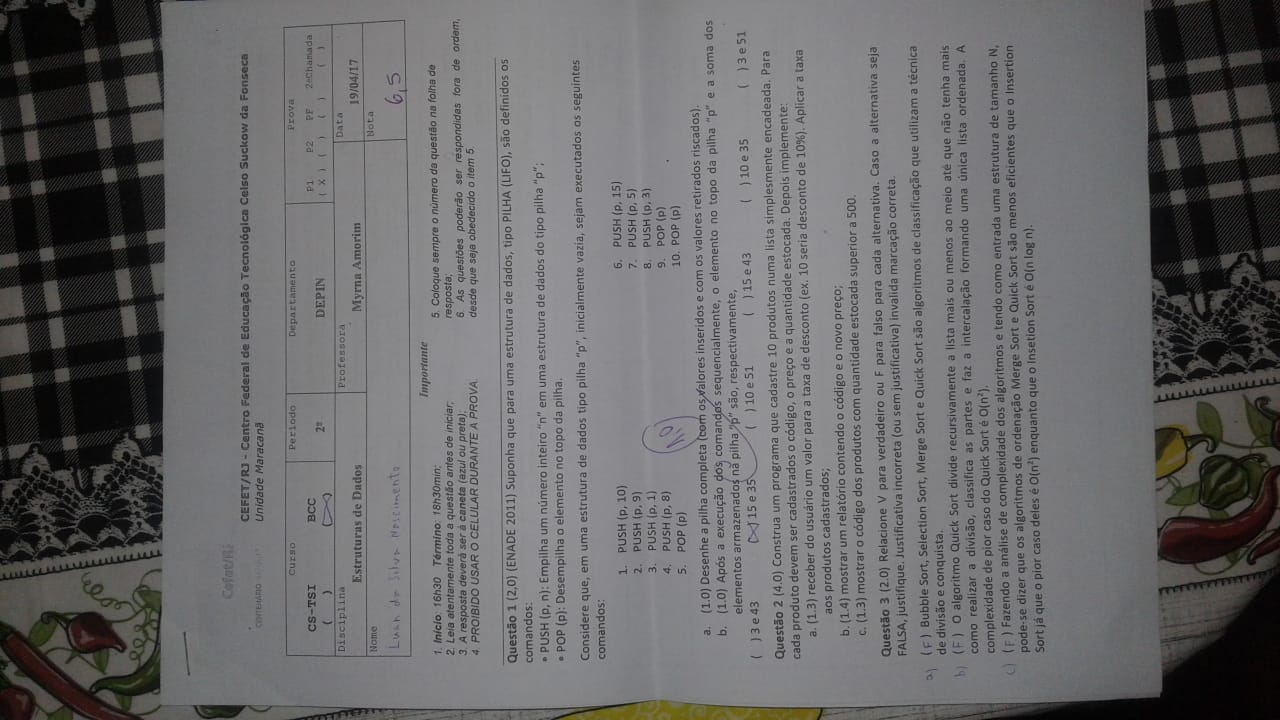 Cefet/RJ
CENTENÁRIO
CEFET/RJ - Centro Federal de Educação Tecnológica Celso Suckow da Fonseca
Unidade Maracanã
Curso Período Departamento Prova
CS-TSI BCC 2º DEPIN P1 P2 PF 2ªChamada
( ) ( X ) ( ) ( ) ( )
Disciplina Professora Data
Estruturas de Dados Myrna Amorim 19/04/17
Nome Nota
Luan da Silva Nascimento 6,5
Importante
1. Início: 16h30 Término: 18h30min;
2. Leia atentamente toda a questão antes de iniciar;
3. A resposta deverá ser à caneta (azul ou preta);
4. PROIBIDO USAR O CELULAR DURANTE A PROVA.
5. Coloque sempre o número da questão na folha de
resposta;
6. As questões poderão ser respondidas fora de ordem,
desde que seja obedecido o item 5.
Questão 1 (2,0) (ENADE 2011) Suponha que para uma estrutura de dados, tipo PILHA (LIFO), são definidos os
comandos:
• PUSH (p, n): Empilha um número inteiro “n” em uma estrutura de dados do tipo pilha “p”;
• POP (p): Desempilha o elemento no topo da pilha.
Considere que, em uma estrutura de dados tipo pilha “p”, inicialmente vazia, sejam executados os seguintes
comandos:
1. PUSH (p, 10)
2. PUSH (p, 9)
3. PUSH (p, 1)
4. PUSH (p, 8)
5. POP (p)
6. PUSH (p, 15)
7. PUSH (p, 5)
8. PUSH (p, 3)
9. POP (p)
10. POP (p)
1,0
a. (1.0) Desenhe a pilha completa (com os valores inseridos e com os valores retirados riscados).
b. (1.0) Após a execução dos comandos sequencialmente, o elemento no topo da pilha “p” e a soma dos
elementos armazenados na pilha “p” são, respectivamente,
( ) 3 e 43 (X) 15 e 35 ( ) 10 e 51 ( ) 15 e 43 ( ) 10 e 35 ( ) 3 e 51
Questão 2 (4.0) Construa um programa que cadastre 10 produtos numa lista simplesmente encadeada. Para
cada produto devem ser cadastrados o código, o preço e a quantidade estocada. Depois implemente:
a. (1.3) receber do usuário um valor para a taxa de desconto (ex. 10 seria desconto de 10%). Aplicar a taxa
aos produtos cadastrados;
b. (1.4) mostrar um relatório contendo o código e o novo preço;
c. (1.3) mostrar o código dos produtos com quantidade estocada superior a 500.
Questão 3 (2.0) Relacione V para verdadeiro ou F para falso para cada alternativa. Caso a alternativa seja
FALSA, justifique. Justificativa incorreta (ou sem justificativa) invalida marcação correta.
a) (F) Bubble Sort, Selection Sort, Merge Sort e Quick Sort são algoritmos de classificação que utilizam a técnica
de divisão e conquista.
b) (F) O algoritmo Quick Sort divide recursivamente a lista mais ou menos ao meio até que não tenha mais
como realizar a divisão, classifica as partes e faz a intercalação formando uma única lista ordenada. A
complexidade de pior caso do Quick Sort é O(n²).
c) (F) Fazendo a análise de complexidade dos algoritmos e tendo como entrada uma estrutura de tamanho N,
pode-se dizer que os algoritmos de ordenação Merge Sort e Quick Sort são menos eficientes que o Insertion
Sort já que o pior caso deles é O(n²) enquanto que o Insetion Sort é O(n log n).